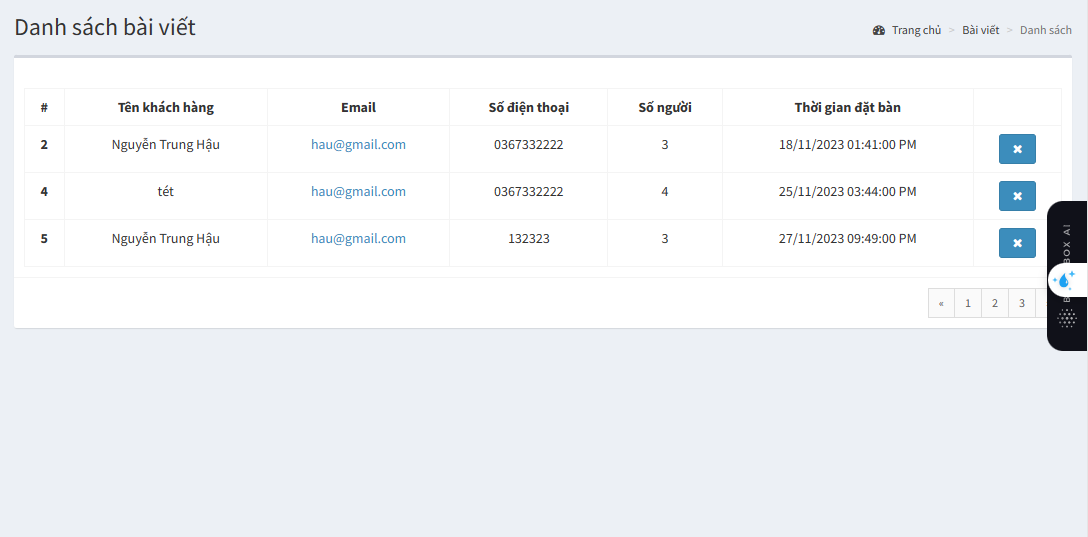 Danh sách bài viết
Trang chủ > Bài viết > Danh sách
# Tên khách hàng Email Số điện thoại Số người Thời gian đặt bàn
2 Nguyễn Trung Hậu hau@gmail.com 0367332222 3 18/11/2023 01:41:00 PM
4 tét hau@gmail.com 0367332222 4 25/11/2023 03:44:00 PM
5 Nguyễn Trung Hậu hau@gmail.com 132323 3 27/11/2023 09:49:00 PM
« 1 2 3
BOX AI